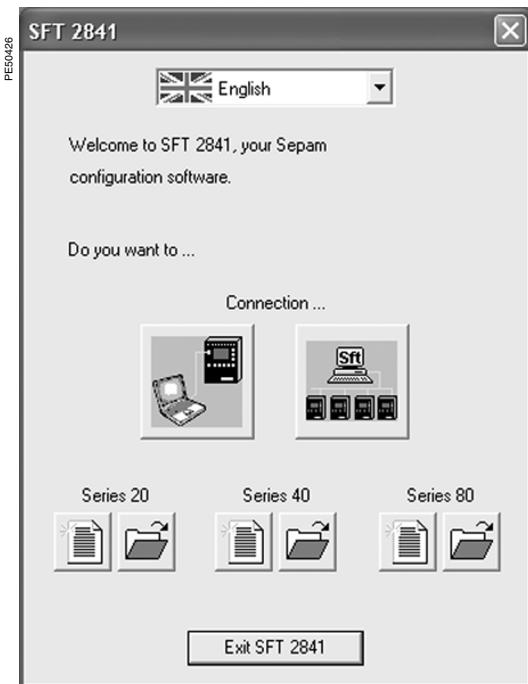 PE50426
SFT 2841
English
Welcome to SFT 2841, your Sepam
configuration software.
Do you want to ...
Connection ...
Sft
Series 20
Series 40
Series 80
Exit SFT 2841